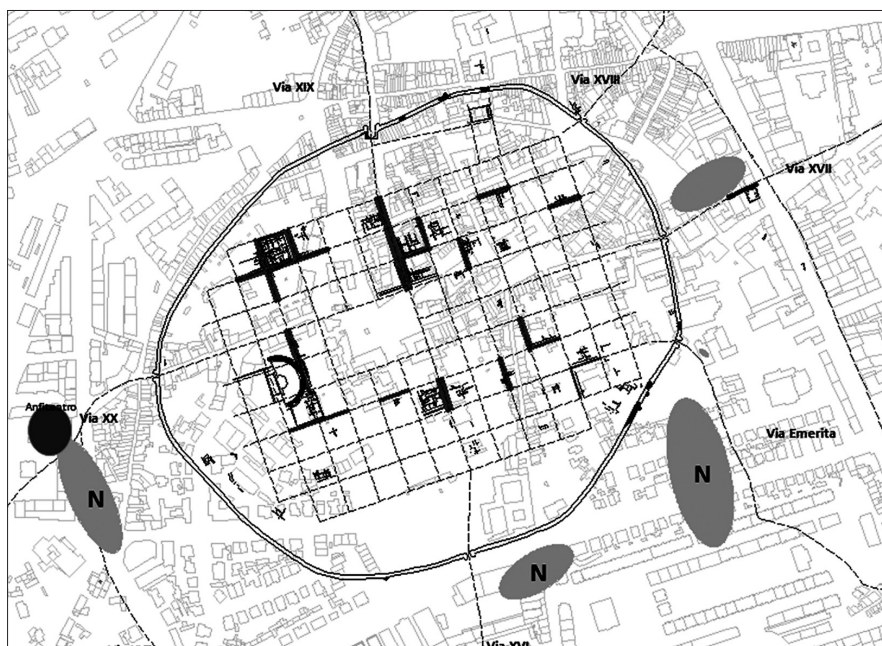 Via XIX
Via XVIII
Via XVII
Anfiteatro
Via XX
Via Emerita
N
N
N
Via XVI